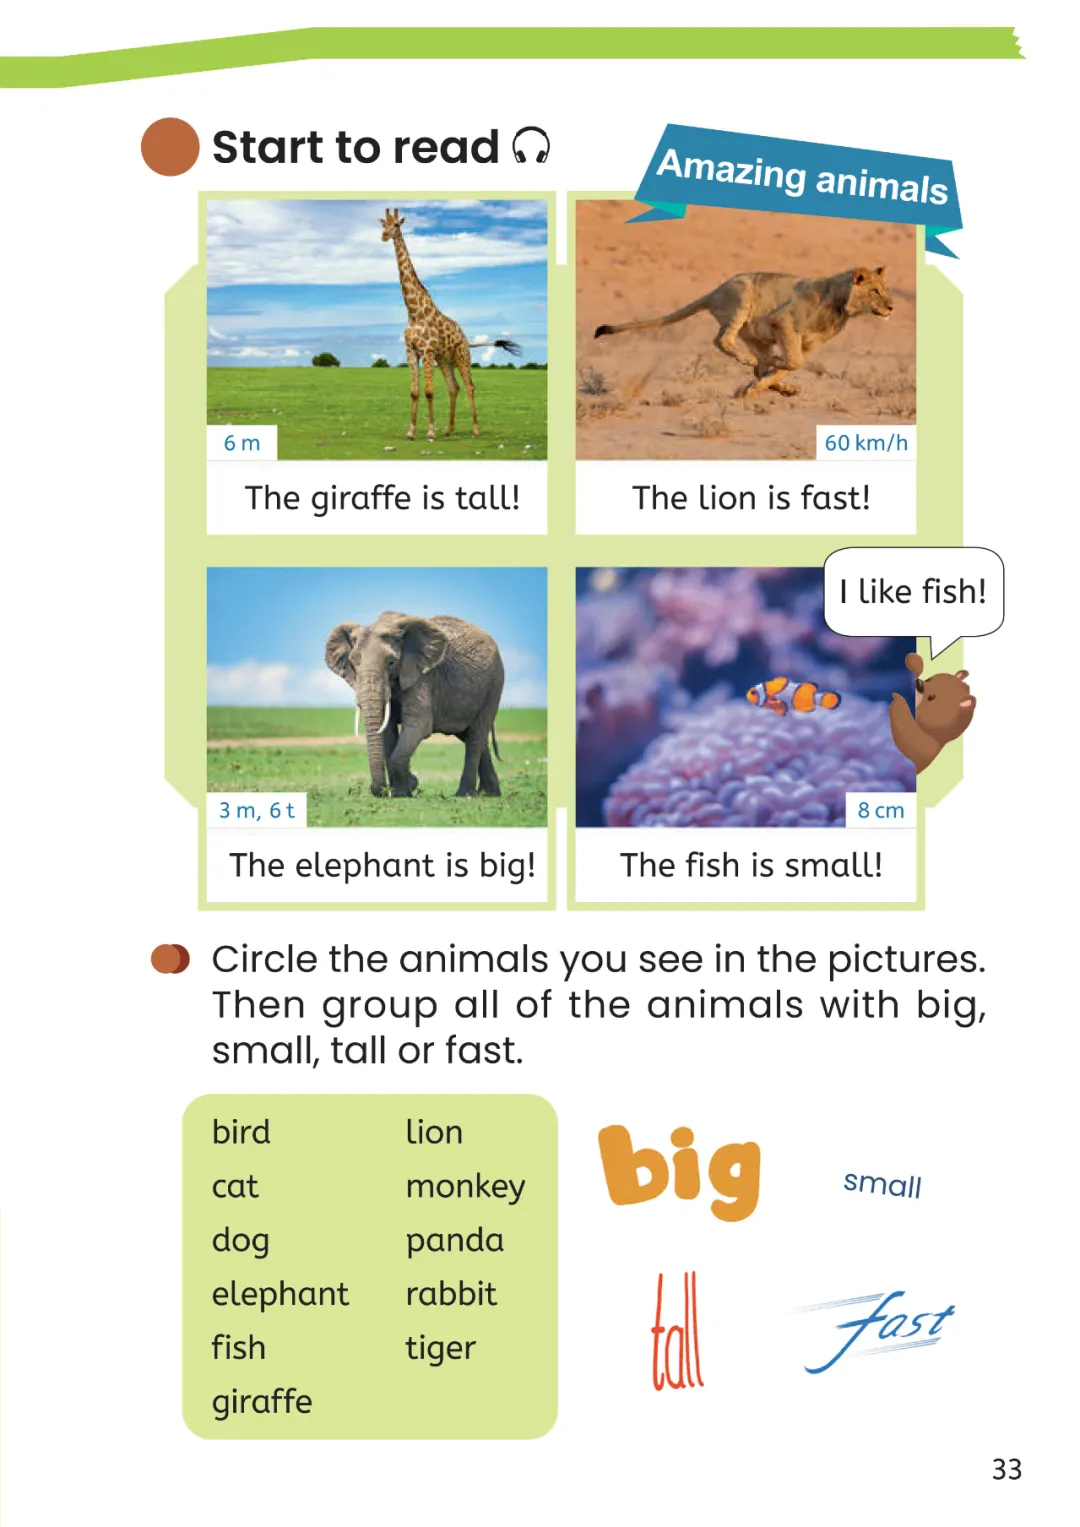 Start to read
Amazing animals
6 m
60 km/h
The giraffe is tall!
The lion is fast!
I like fish!
3 m, 6 t
8 cm
The elephant is big!
The fish is small!
Circle the animals you see in the pictures.
Then group all of the animals with big,
small, tall or fast.
bird
cat
dog
elephant
fish
giraffe
lion
monkey
panda
rabbit
tiger
big
small
tall
fast
33